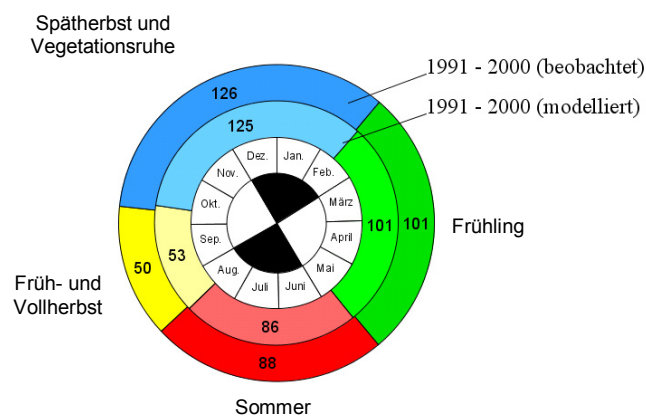 Spätherbst und
Vegetationsruhe
1991 - 2000 (beobachtet)
1991 - 2000 (modelliert)
126
125
Dez.
Jan.
Nov.
Feb.
Okt.
März
Sep.
April
Aug.
Mai
Juli
Juni
101
101
Frühling
53
50
Früh- und
Vollherbst
86
88
Sommer